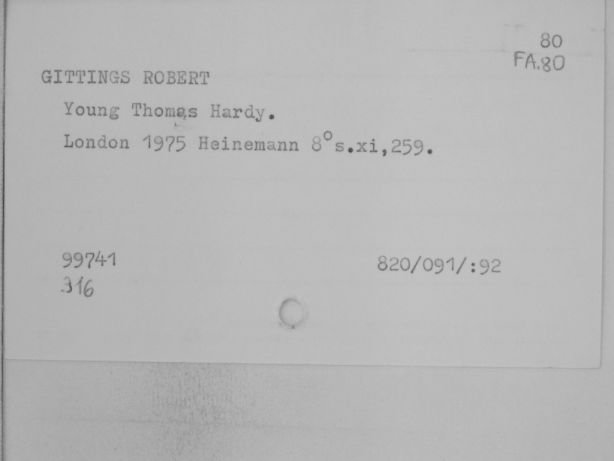 80
FA.80
GITTINGS ROBERT
Young Thomas Hardy.
London 1975 Heinemann 8°s.xi,259.
99741
820/091/:92
316